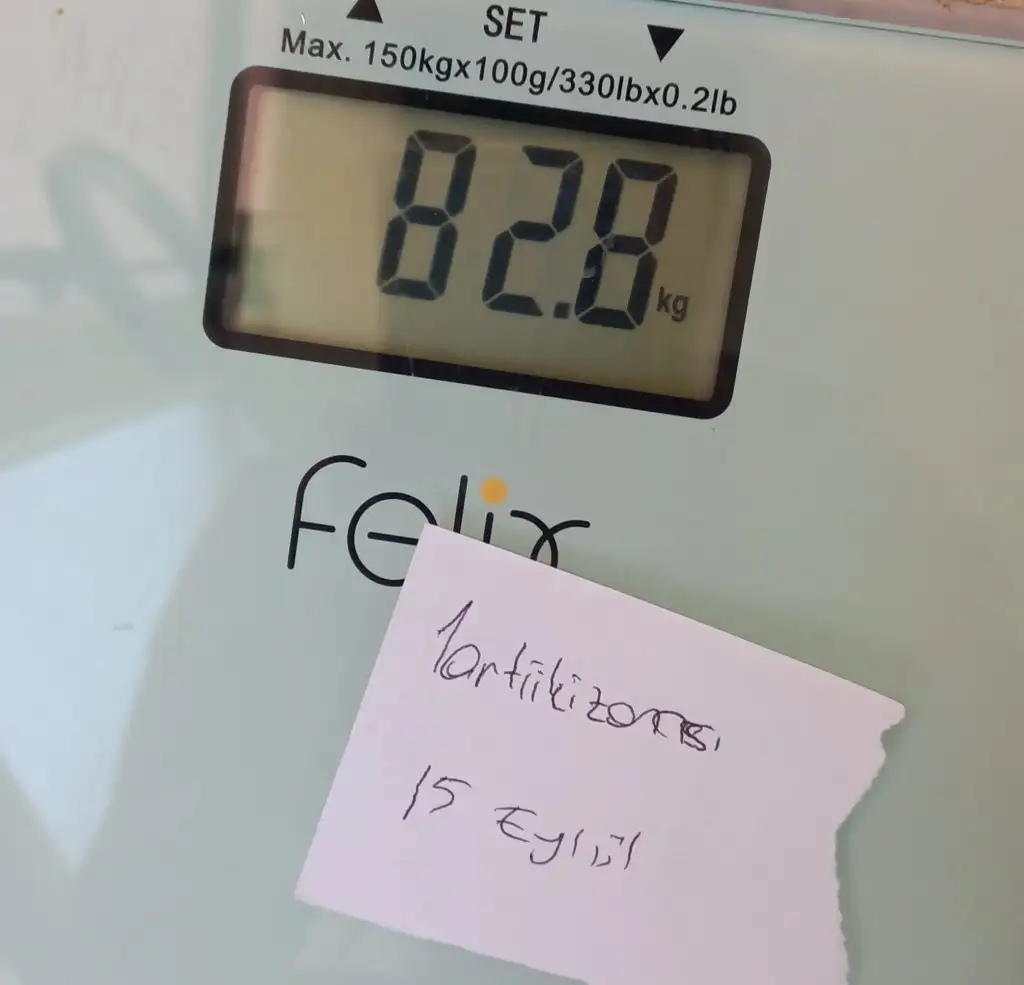 ▲ SET ▼
Max. 150kgx100g/330lbx0.2lb
82.8 kg
felix
15 Eylül